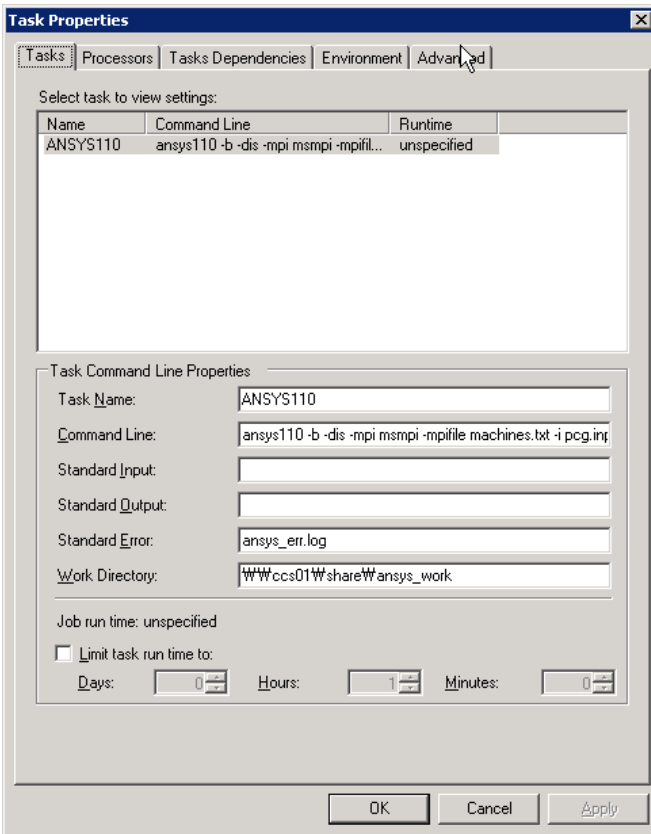 Task Properties
Tasks Processors Tasks Dependencies Environment Advanced
Select task to view settings:
Name Command Line Runtime
ANSYS110 ansys110 -b -dis -mpi msmpi -mpifil... unspecified
Task Command Line Properties
Task Name: ANSYS110
Command Line: ansys110 -b -dis -mpi msmpi -mpifile machines.txt -i pcg.inp
Standard Input:
Standard Output:
Standard Error: ansys_err.log
Work Directory: ₩₩ccs01₩share₩ansys_work
Job run time: unspecified
Limit task run time to:
Days: 0 Hours: 1 Minutes: 0
OK Cancel Apply